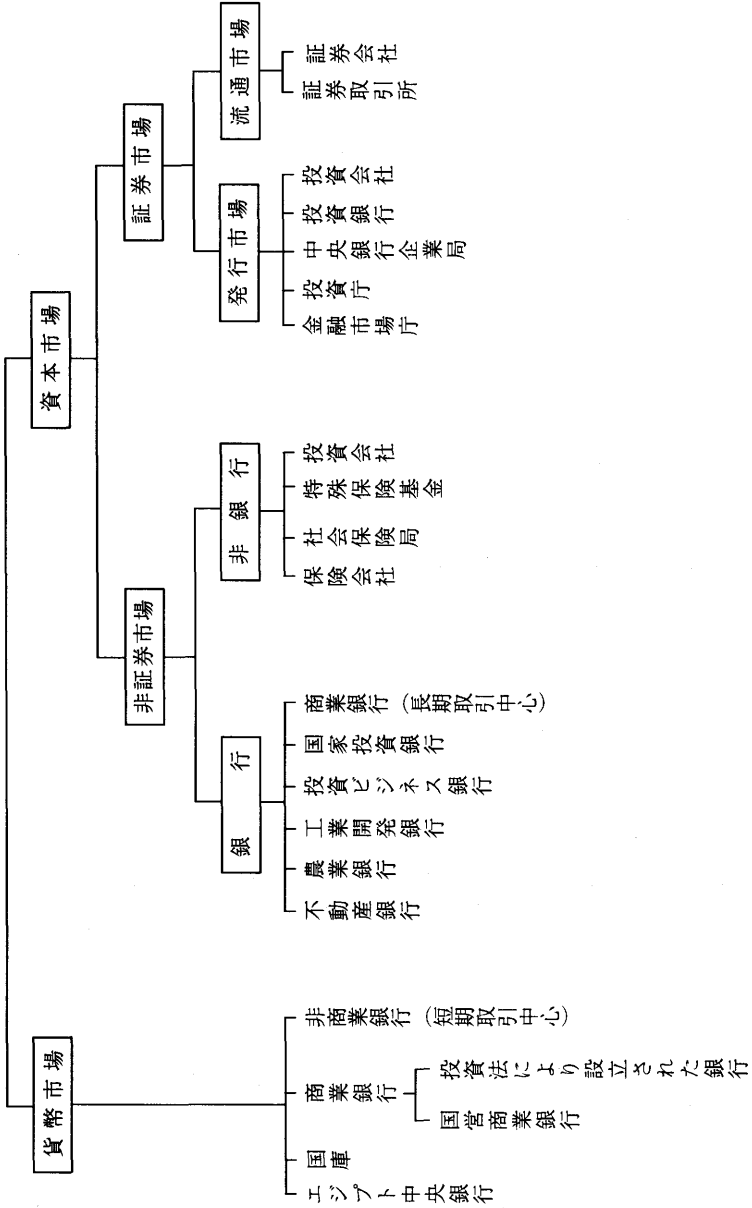 貨幣市場
資本市場
非証券市場
証券市場
銀行
非銀行
発行市場
流通市場
エジプト中央銀行
国庫
商業銀行
国営商業銀行
投資法により設立された銀行
非商業銀行(短期取引中心)
不動産銀行
農業銀行
工業開発銀行
投資ビジネス銀行
国家投資銀行
商業銀行(長期取引中心)
保険会社
社会保険局
特殊保険基金
投資会社
金融市場庁
投資庁
中央銀行企業局
投資銀行
投資会社
証券取引所
証券会社